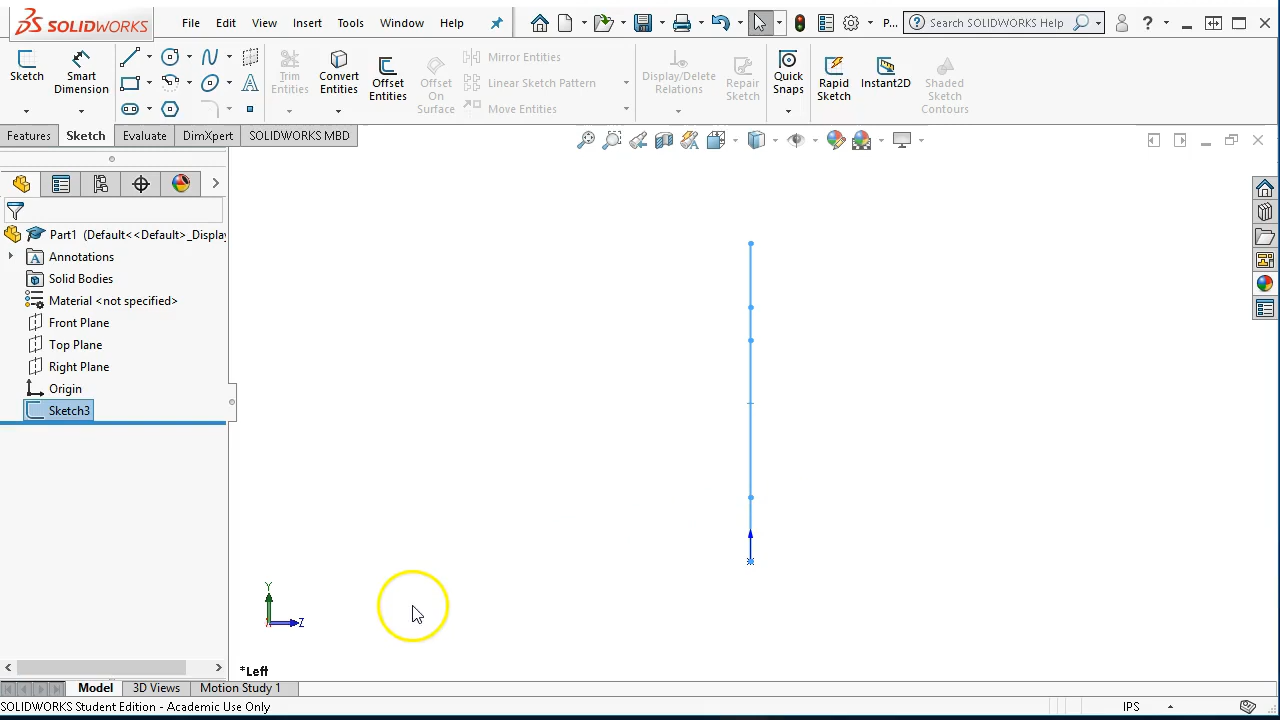 SOLIDWORKS File Edit View Insert Tools Window Help P... Search SOLIDWORKS Help ?
Sketch Smart Dimension Trim Entities Convert Entities Offset Entities Offset On Surface Mirror Entities Linear Sketch Pattern Move Entities Display/Delete Relations Repair Sketch Quick Snaps Rapid Sketch Instant2D Shaded Sketch Contours
Features Sketch Evaluate DimXpert SOLIDWORKS MBD
Part1 (Default<<Default>_Display
Annotations
Solid Bodies
Material <not specified>
Front Plane
Top Plane
Right Plane
Origin
Sketch3
Y
Z
*Left
Model 3D Views Motion Study 1
SOLIDWORKS Student Edition - Academic Use Only IPS